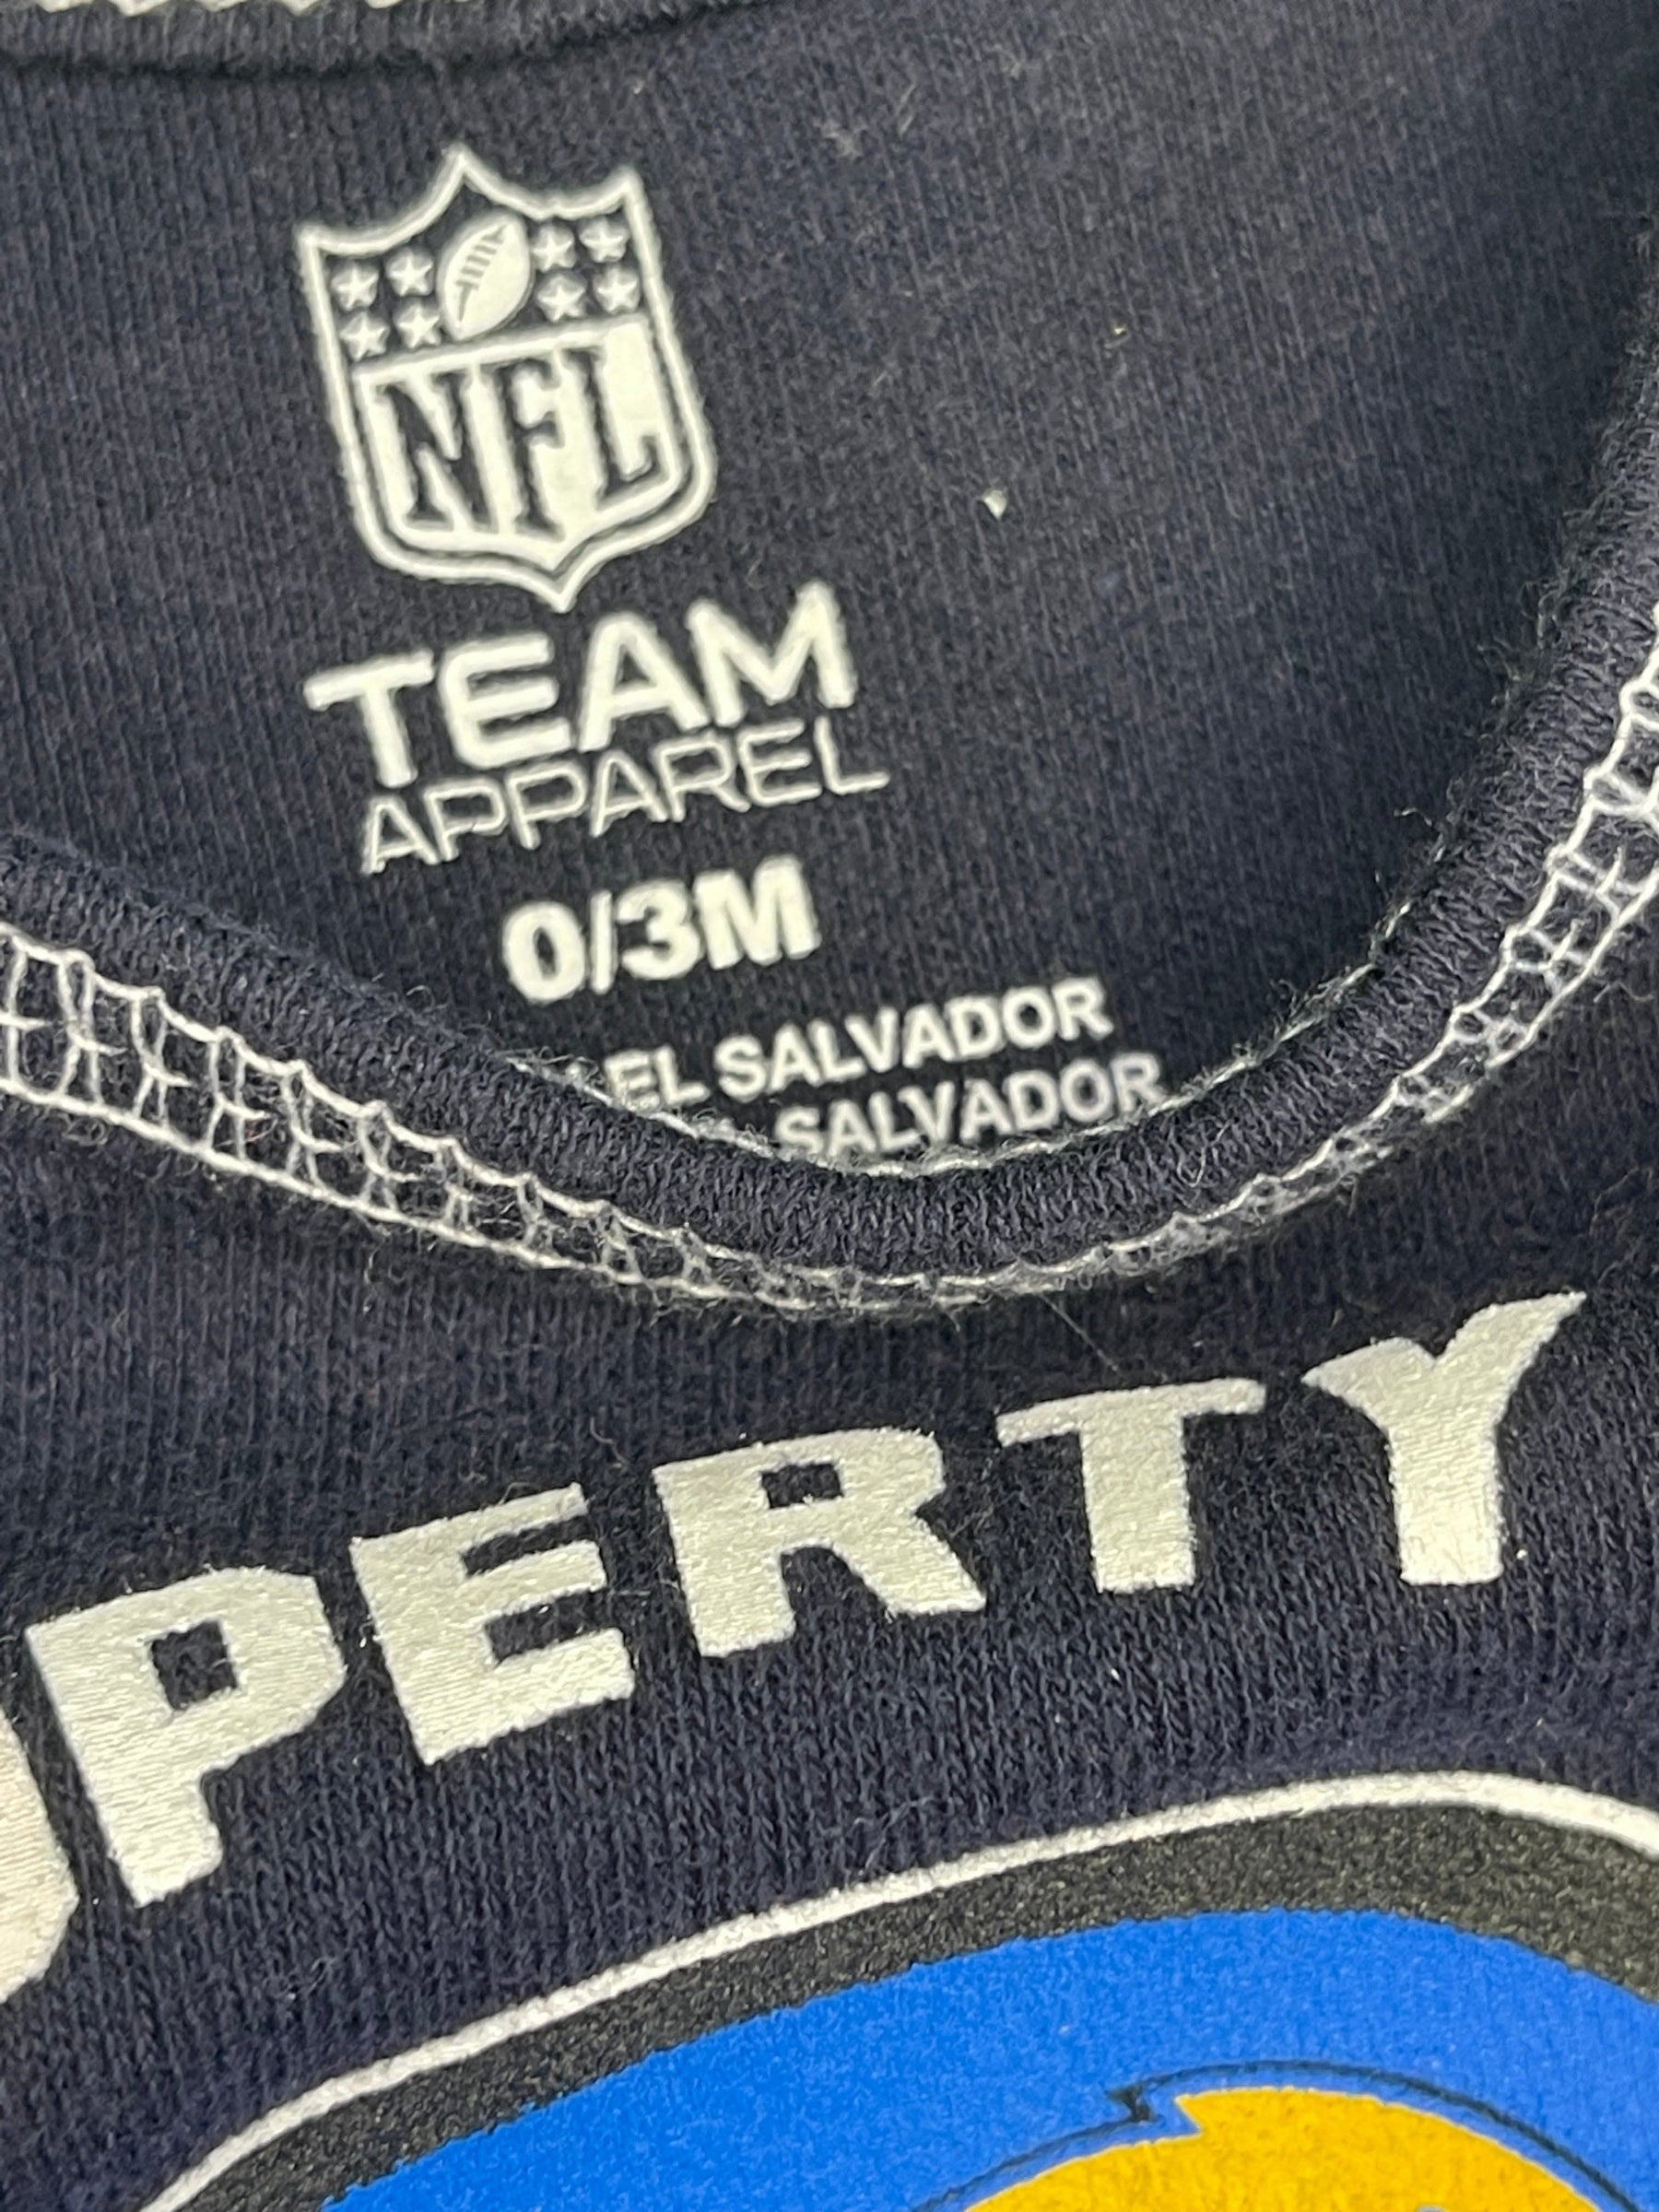 NFL
TEAM
APPAREL
0/3M
EL SALVADOR
SALVADOR
PERTY